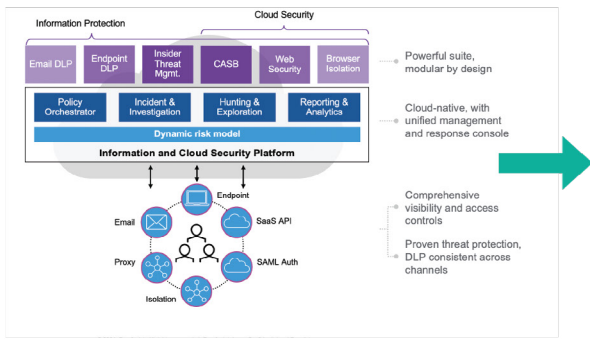 Cloud Security
Information Protection
Email DLP
Endpoint
DLP
Insider
Threat
Mgmt.
CASB
Web
Security
Browser
Isolation
Powerful suite,
modular by design
Policy
Orchestrator
Incident &
Investigation
Hunting &
Exploration
Reporting &
Analytics
Dynamic risk model
Information and Cloud Security Platform
Cloud-native, with
unified management
and response console
Endpoint
Email
SaaS API
Proxy
SAML Auth
Isolation
Comprehensive
visibility and access
controls
Proven threat protection,
DLP consistent across
channels